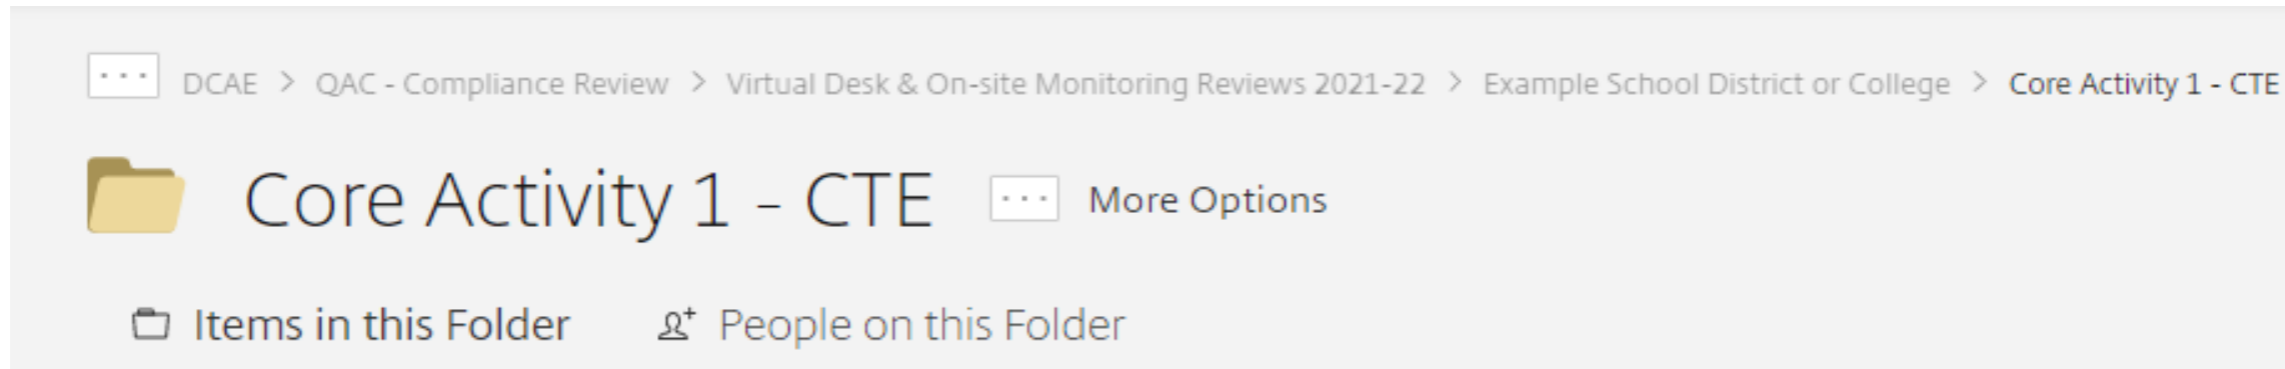 ··· DCAE > QAC - Compliance Review > Virtual Desk & On-site Monitoring Reviews 2021-22 > Example School District or College > Core Activity 1 - CTE
Core Activity 1 - CTE ··· More Options
Items in this Folder People on this Folder